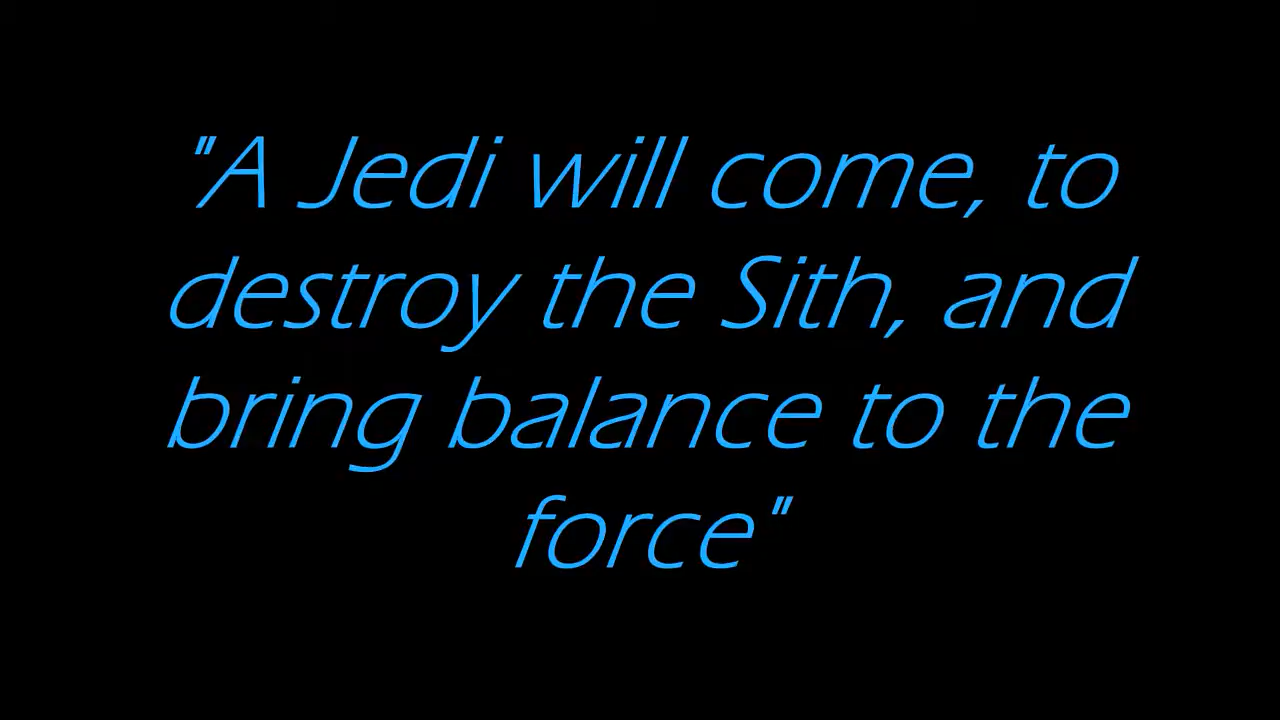 "A Jedi will come, to
destroy the Sith, and
bring balance to the
force"